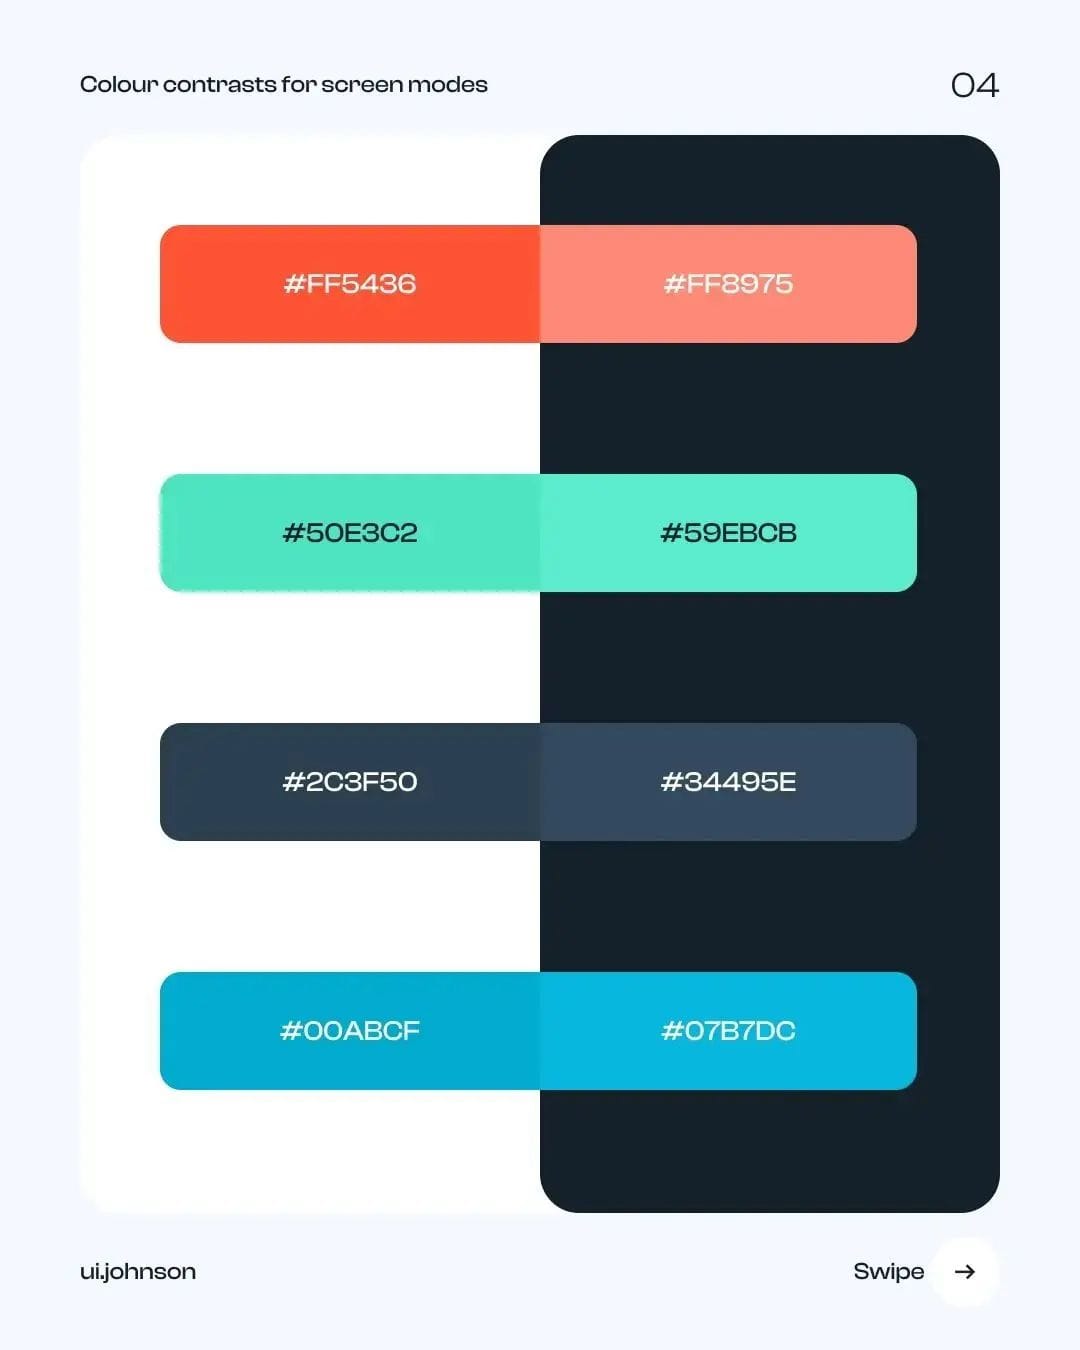 Colour contrasts for screen modes
04
#FF5436
#FF8975
#50E3C2
#59EBCB
#2C3F50
#34495E
#00ABCF
#07B7DC
ui.johnson
Swipe →